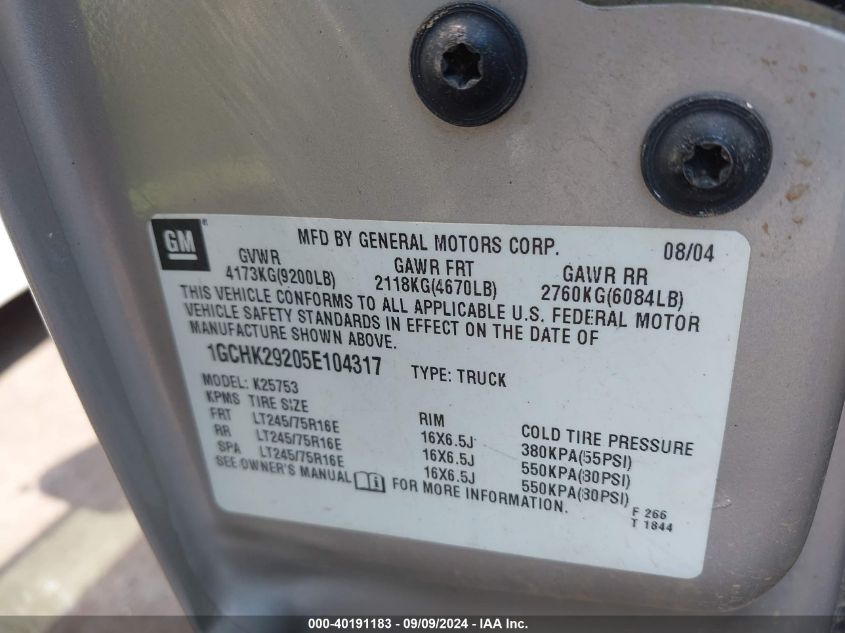 GM
MFD BY GENERAL MOTORS CORP. 08/04
GVWR GAWR FRT GAWR RR
4173KG(9200LB) 2118KG(4670LB) 2760KG(6084LB)
THIS VEHICLE CONFORMS TO ALL APPLICABLE U.S. FEDERAL MOTOR
VEHICLE SAFETY STANDARDS IN EFFECT ON THE DATE OF
MANUFACTURE SHOWN ABOVE.
1GCHK29205E104317 TYPE: TRUCK
MODEL: K25753
KPMS TIRE SIZE RIM COLD TIRE PRESSURE
FRT LT245/75R16E 16X6.5J 380KPA(55PSI)
RR LT245/75R16E 16X6.5J 550KPA(80PSI)
SPA LT245/75R16E 16X6.5J 550KPA(80PSI)
SEE OWNER'S MANUAL FOR MORE INFORMATION.
F 266
T 1844
000-40191183 - 09/09/2024 - IAA Inc.